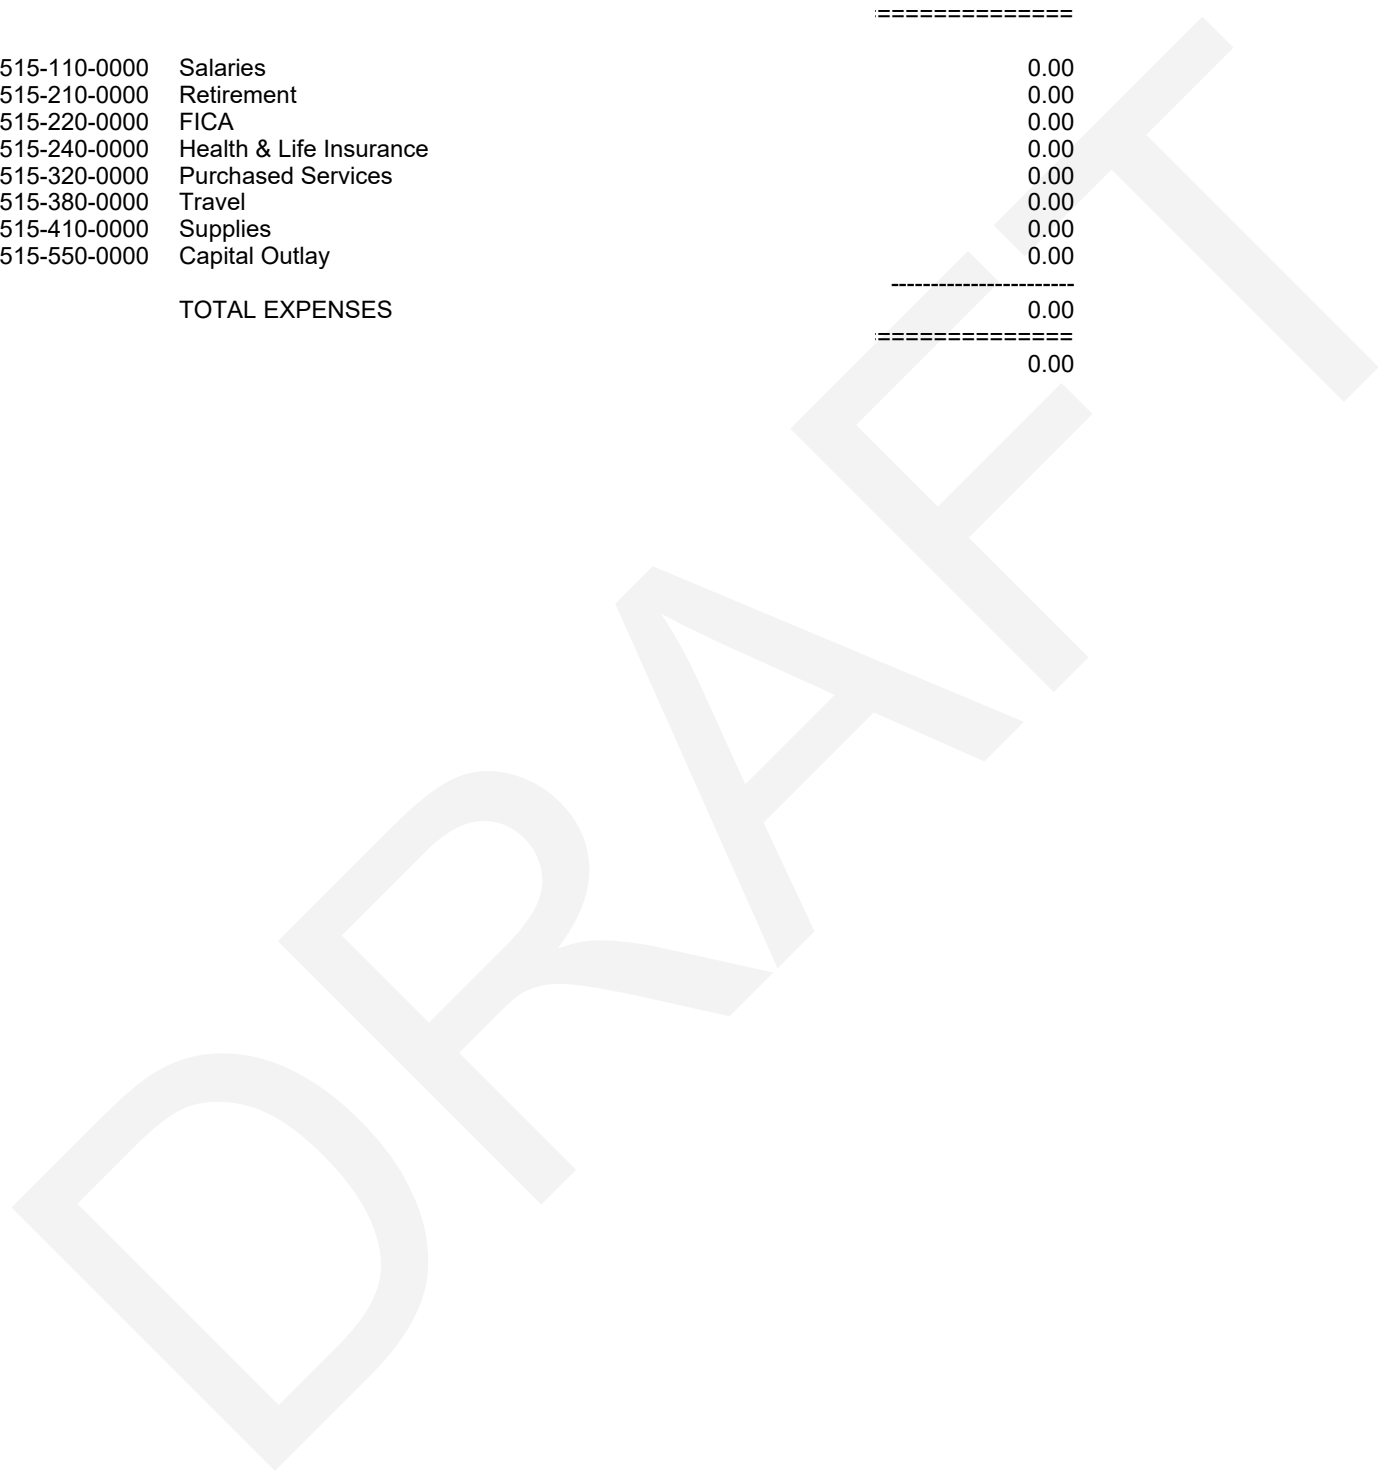 ==============
515-110-0000 Salaries 0.00
515-210-0000 Retirement 0.00
515-220-0000 FICA 0.00
515-240-0000 Health & Life Insurance 0.00
515-320-0000 Purchased Services 0.00
515-380-0000 Travel 0.00
515-410-0000 Supplies 0.00
515-550-0000 Capital Outlay 0.00
-----------------------
TOTAL EXPENSES 0.00
==============
0.00
DRAFT